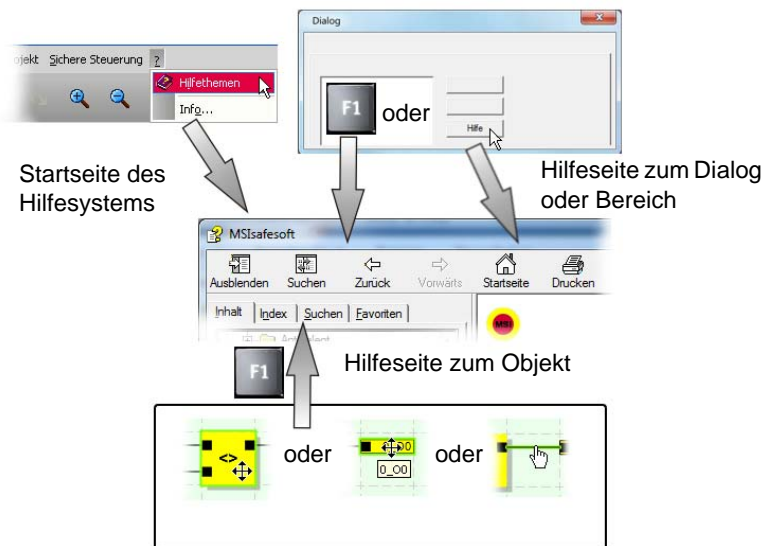 Dialog
ojekt Sichere Steuerung ?
Hilfethemen
Info...
F1 oder
Hilfe
Startseite des
Hilfesystems
Hilfeseite zum Dialog
oder Bereich
MSIsafesoft
Ausblenden Suchen Zurück Vorwärts Startseite Drucken
Inhalt Index Suchen Favoriten
MSI
F1
Hilfeseite zum Objekt
<> oder oder
0_O0